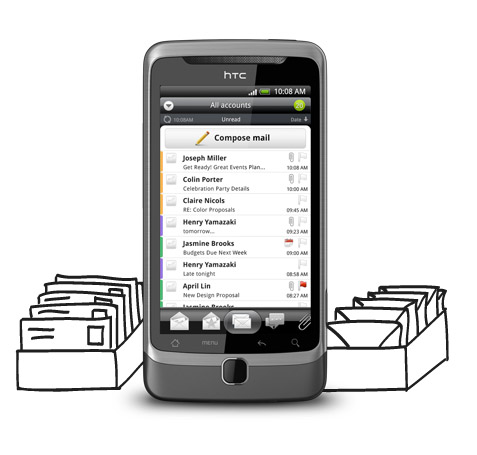 hTC
10:08 AM
All accounts
20
10:08AM Unread Date
Compose mail
Joseph Miller
Get Ready! Great Events Plan...
10:08 AM
Colin Porter
Celebration Party Details
10:00 AM
Claire Nicols
RE: Color Proposals
09:45 AM
Henry Yamazaki
tomorrow...
09:23 AM
Jasmine Brooks
Budgets Due Next Week
09:00 AM
Henry Yamazaki
Late tonight
08:58 AM
April Lin
New Design Proposal
08:27 AM
Jasmine Brooks
menu